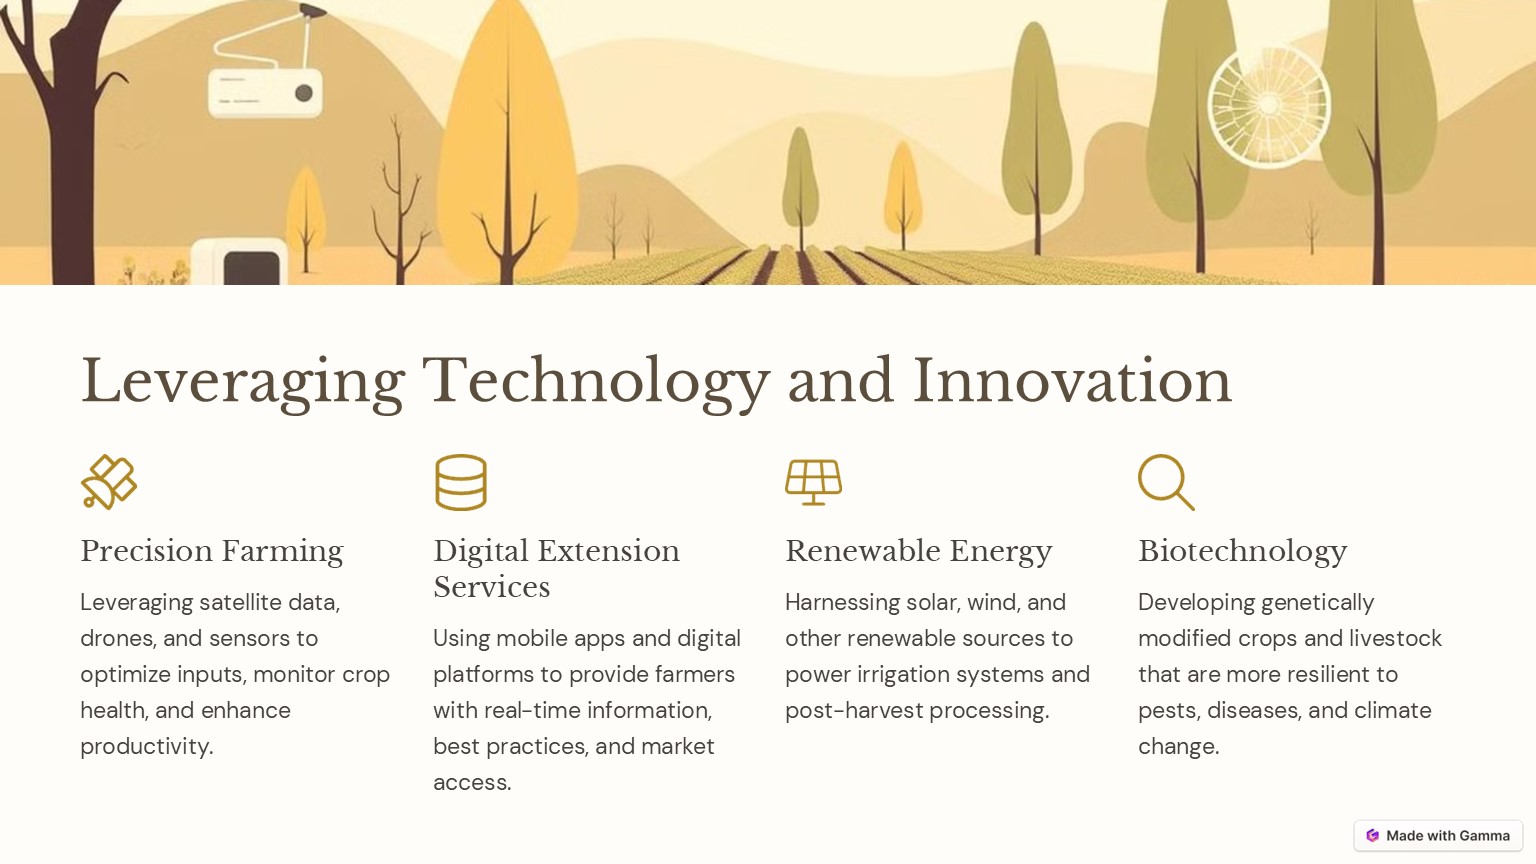 Leveraging Technology and Innovation
Precision Farming
Leveraging satellite data,
drones, and sensors to
optimize inputs, monitor crop
health, and enhance
productivity.
Digital Extension
Services
Using mobile apps and digital
platforms to provide farmers
with real-time information,
best practices, and market
access.
Renewable Energy
Harnessing solar, wind, and
other renewable sources to
power irrigation systems and
post-harvest processing.
Biotechnology
Developing genetically
modified crops and livestock
that are more resilient to
pests, diseases, and climate
change.
Made with Gamma